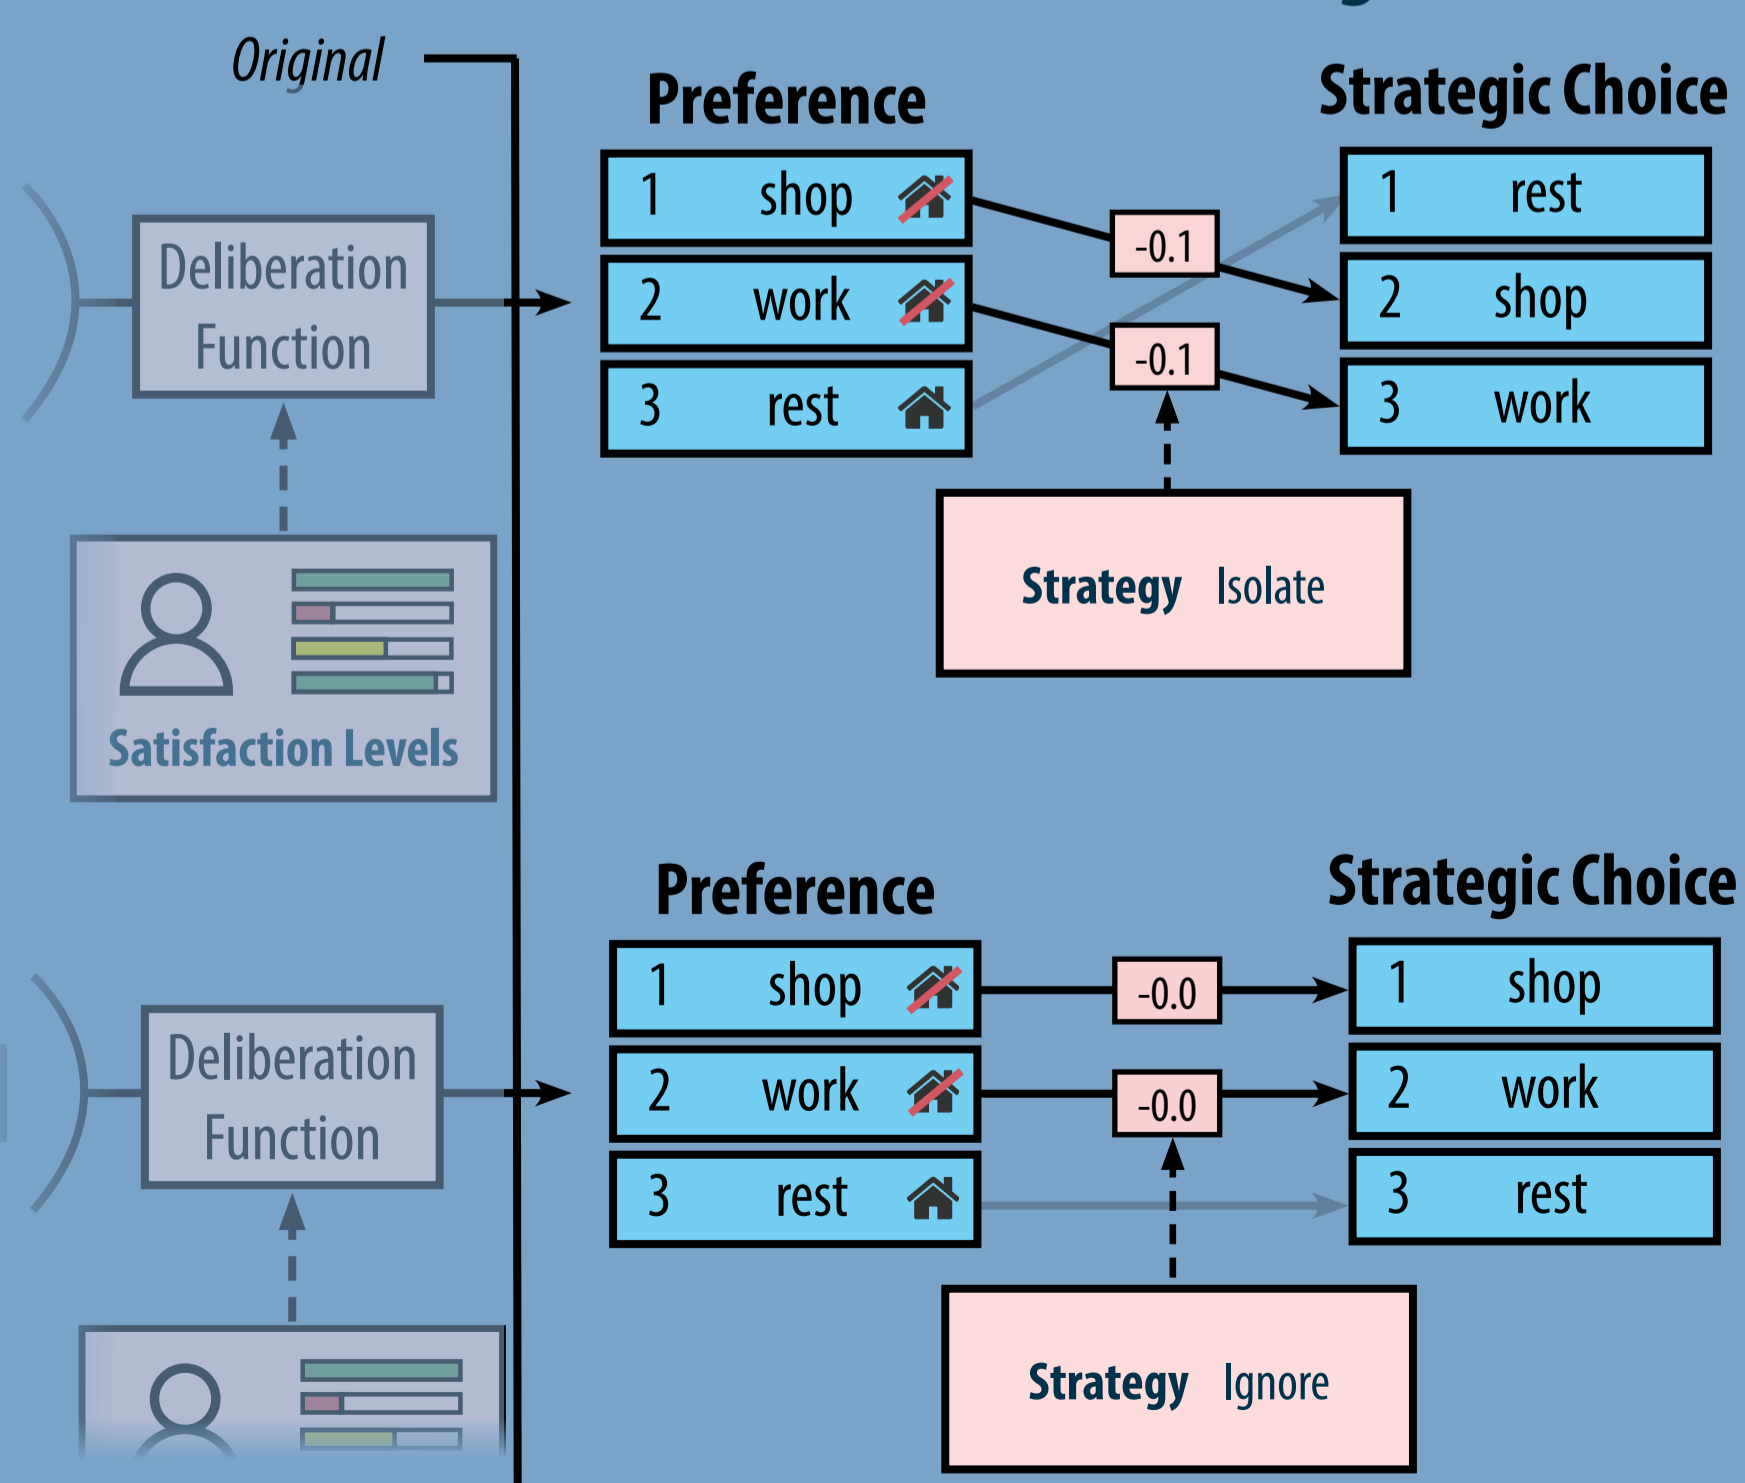 Original
Preference
Strategic Choice
1 shop
2 work
3 rest
-0.1
-0.1
1 rest
2 shop
3 work
Deliberation
Function
Strategy Isolate
Satisfaction Levels
Preference
Strategic Choice
1 shop
2 work
3 rest
-0.0
-0.0
1 shop
2 work
3 rest
Deliberation
Function
Strategy Ignore